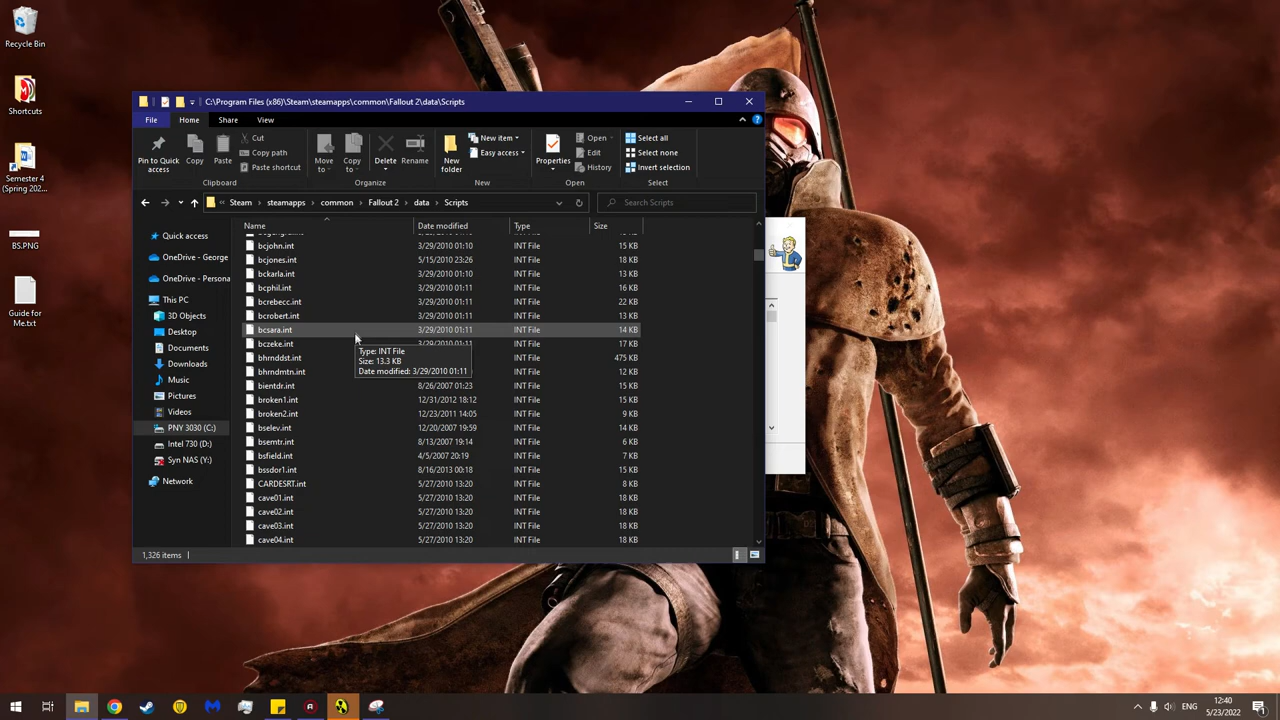 Recycle Bin
Shortcuts
Semester 4
(Spring 202...
BS.PNG
Guide for
Me.txt
C:\Program Files (x86)\Steam\steamapps\common\Fallout 2\data\Scripts
File Home Share View
Pin to Quick
access
Copy
Paste
Cut
Copy path
Paste shortcut
Clipboard
Move
to
Copy
to
Delete
Rename
Organize
New
folder
New item
Easy access
New
Properties
Open
Edit
History
Open
Select all
Select none
Invert selection
Select
« Steam > steamapps > common > Fallout 2 > data > Scripts
Search Scripts
Quick access
OneDrive - George
OneDrive - Persona
This PC
3D Objects
Desktop
Documents
Downloads
Music
Pictures
Videos
PNY 3030 (C:)
Intel 730 (D:)
Syn NAS (Y:)
Network
Name Date modified Type Size
bcjohn.int 3/29/2010 01:10 INT File 15 KB
bcjones.int 5/15/2010 23:26 INT File 18 KB
bckarla.int 3/29/2010 01:10 INT File 13 KB
bcphil.int 3/29/2010 01:11 INT File 16 KB
bcrebecc.int 3/29/2010 01:11 INT File 22 KB
bcrobert.int 3/29/2010 01:11 INT File 13 KB
bcsara.int 3/29/2010 01:11 INT File 14 KB
bczeke.int 3/29/2010 01:11 INT File 17 KB
bhrnddst.int INT File 475 KB
bhrndmtn.int INT File 12 KB
Type: INT File
Size: 13.3 KB
Date modified: 3/29/2010 01:11
bientdr.int 8/26/2007 01:23 INT File 15 KB
broken1.int 12/31/2012 18:12 INT File 15 KB
broken2.int 12/23/2011 14:05 INT File 9 KB
bselev.int 12/20/2007 19:59 INT File 17 KB
bsemtr.int 8/13/2007 19:14 INT File 6 KB
bsfield.int 4/5/2007 20:19 INT File 7 KB
bssdor1.int 8/16/2013 00:18 INT File 15 KB
CARDESRT.int 5/27/2010 13:20 INT File 8 KB
cave01.int 5/27/2010 13:20 INT File 18 KB
cave02.int 5/27/2010 13:20 INT File 18 KB
cave03.int 5/27/2010 13:20 INT File 18 KB
cave04.int 5/27/2010 13:20 INT File 18 KB
1,326 items
12:40
5/23/2022